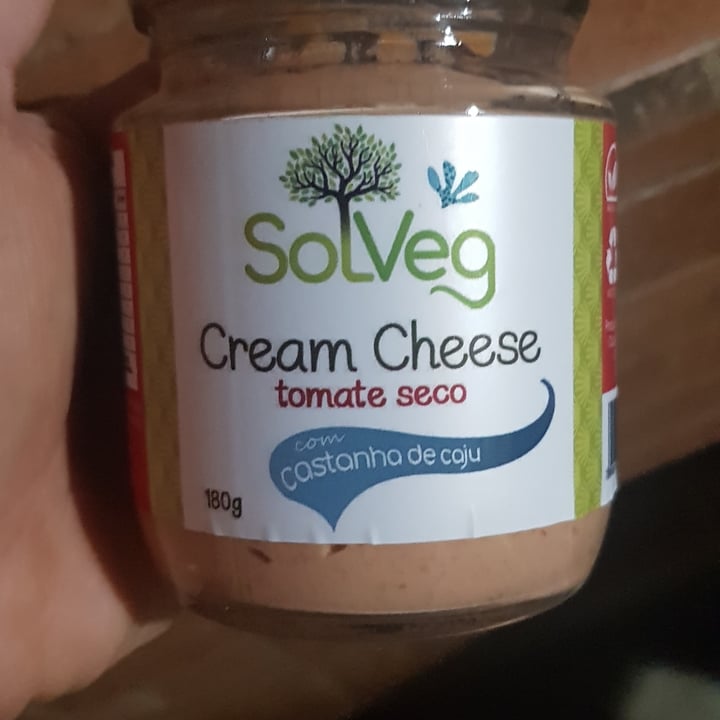 SolVeg
Cream Cheese
tomate seco
com
castanha de caju
180g